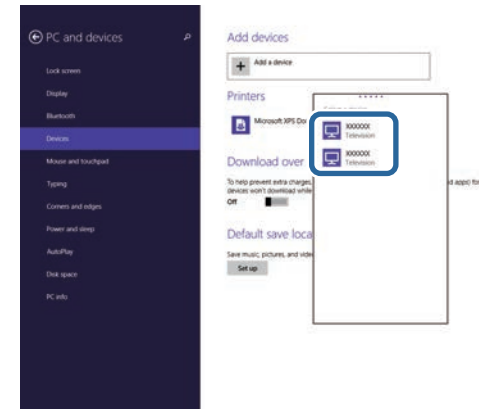 PC and devices
Lock screen
Display
Bluetooth
Devices
Mouse and touchpad
Typing
Corners and edges
Power and sleep
AutoPlay
Disk space
PC info
Add devices
Add a device
Printers
Microsoft XPS Do
XXXXXX
Television
XXXXXX
Television
Download over
To help prevent extra charges,
d apps) for
devices won't download while
Off
Default save loca
Save music, pictures, and vide
Set up